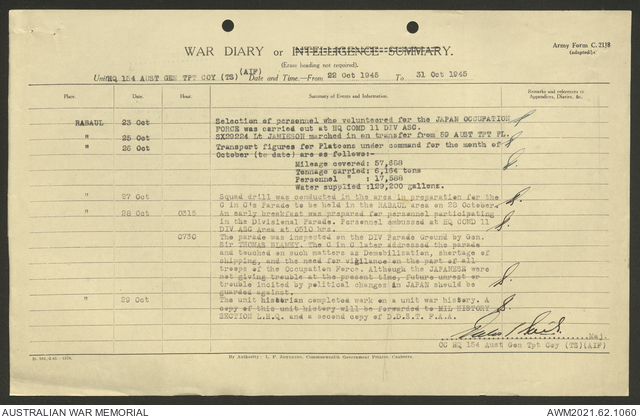 Army Form C. 2118
(adapted).
WAR DIARY or INTELLIGENCE SUMMARY.
(Erase heading not required).
Unit HQ 154 AUST GEN TPT COY (TS) (AIF) Date and Time—From 22 Oct 1945 To 31 Oct 1945
Place. Date. Hour. Summary of Events and Information. Remarks and references to
Appendices, Diaries, &c.
RABAUL 23 Oct Selection of personnel who volunteered for the JAPAN OCCUPATION
FORCE was carried out at HQ COMD 11 DIV ASC.
" 25 Oct SX29224 Lt JAMIESON marched in on transfer from 59 AUST TPT PL.
" 26 Oct Transport figures for Platoons under command for the month of
October (to date) are as follows:-
Mileage covered: 57,658
Tonnage carried: 6,164 tons
Personnel " : 17,588
Water supplied : 129,200 gallons.
" 27 Oct Squad drill was conducted in the area in preparation for the
C in C's Parade to be held in the RABAUL area on 28 October.
" 28 Oct 0315 An early breakfast was prepared for personnel participating
in the Divisional Parade. Personnel embussed at HQ COMD 11
DIV ASC Area at 0510 hrs.
0730 The parade was inspected on the DIV Parade Ground by Gen.
Sir THOMAS BLAMEY. The C in C later addressed the parade
and touched on such matters as Demobilization, shortage of
shipping, and the need for vigilance on the part of all
troops of the Occupation Force. Although the JAPANESE were
not giving trouble at the present time, future unrest or
trouble incited by political changes in JAPAN should be
guarded against.
" 29 Oct The unit historian completed work on a unit war history. A
copy of this unit history will be forwarded to MIL HISTORY
SECTION L.H.Q. and a second copy of D.D.S.T. F.A.A.
Maj.
OC HQ 154 Aust Gen Tpt Coy (TS)(AIF)
By Authority: L. F. Johnston, Commonwealth Government Printer, Canberra.
AUSTRALIAN WAR MEMORIAL
AWM2021.62.1060